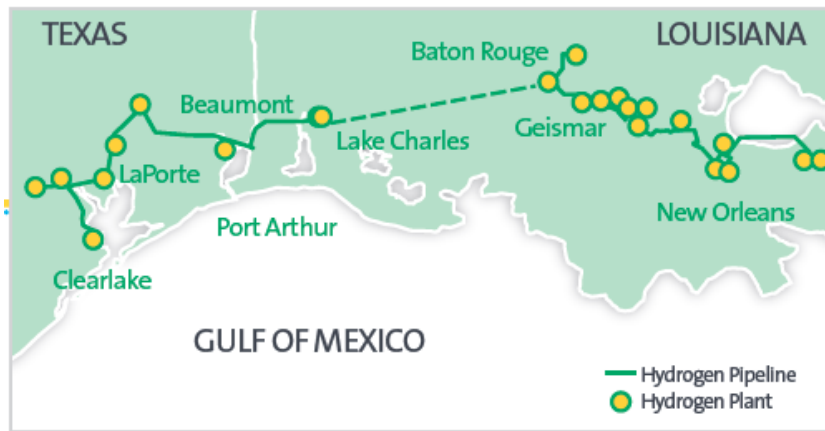 TEXAS
LOUISIANA
Baton Rouge
Beaumont
Lake Charles
Geismar
LaPorte
New Orleans
Port Arthur
Clearlake
GULF OF MEXICO
Hydrogen Pipeline
Hydrogen Plant